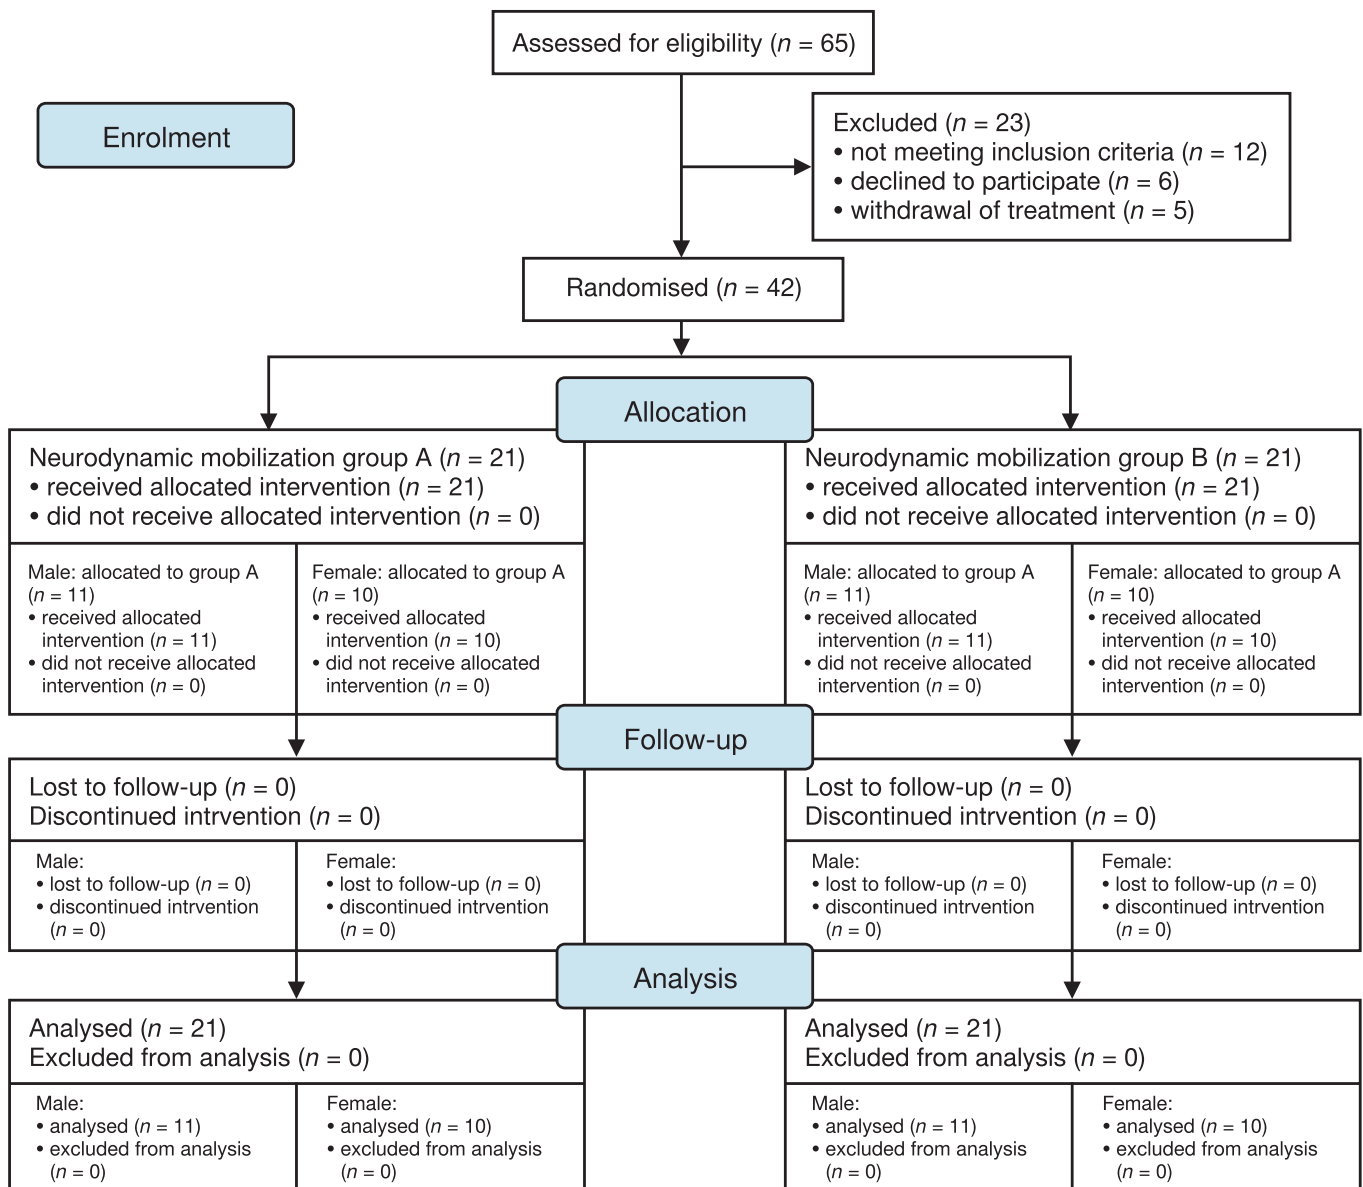 Assessed for eligibility (n = 65)
Enrolment
Excluded (n = 23)
• not meeting inclusion criteria (n = 12)
• declined to participate (n = 6)
• withdrawal of treatment (n = 5)
Randomised (n = 42)
Allocation
Neurodynamic mobilization group A (n = 21)
• received allocated intervention (n = 21)
• did not receive allocated intervention (n = 0)
Male: allocated to group A
(n = 11)
• received allocated
intervention (n = 11)
• did not receive allocated
intervention (n = 0)
Female: allocated to group A
(n = 10)
• received allocated
intervention (n = 10)
• did not receive allocated
intervention (n = 0)
Neurodynamic mobilization group B (n = 21)
• received allocated intervention (n = 21)
• did not receive allocated intervention (n = 0)
Male: allocated to group A
(n = 11)
• received allocated
intervention (n = 11)
• did not receive allocated
intervention (n = 0)
Female: allocated to group A
(n = 10)
• received allocated
intervention (n = 10)
• did not receive allocated
intervention (n = 0)
Follow-up
Lost to follow-up (n = 0)
Discontinued intrvention (n = 0)
Male:
• lost to follow-up (n = 0)
• discontinued intrvention
(n = 0)
Female:
• lost to follow-up (n = 0)
• discontinued intrvention
(n = 0)
Lost to follow-up (n = 0)
Discontinued intrvention (n = 0)
Male:
• lost to follow-up (n = 0)
• discontinued intrvention
(n = 0)
Female:
• lost to follow-up (n = 0)
• discontinued intrvention
(n = 0)
Analysis
Analysed (n = 21)
Excluded from analysis (n = 0)
Male:
• analysed (n = 11)
• excluded from analysis
(n = 0)
Female:
• analysed (n = 10)
• excluded from analysis
(n = 0)
Analysed (n = 21)
Excluded from analysis (n = 0)
Male:
• analysed (n = 11)
• excluded from analysis
(n = 0)
Female:
• analysed (n = 10)
• excluded from analysis
(n = 0)